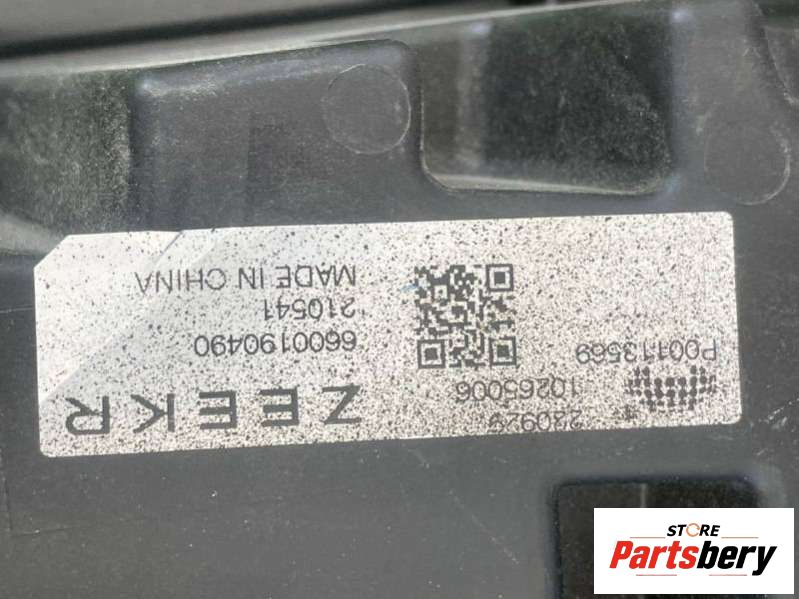 ZEEKR
6600190490
210541
MADE IN CHINA
10265006
P00113569
STORE
Partsbery